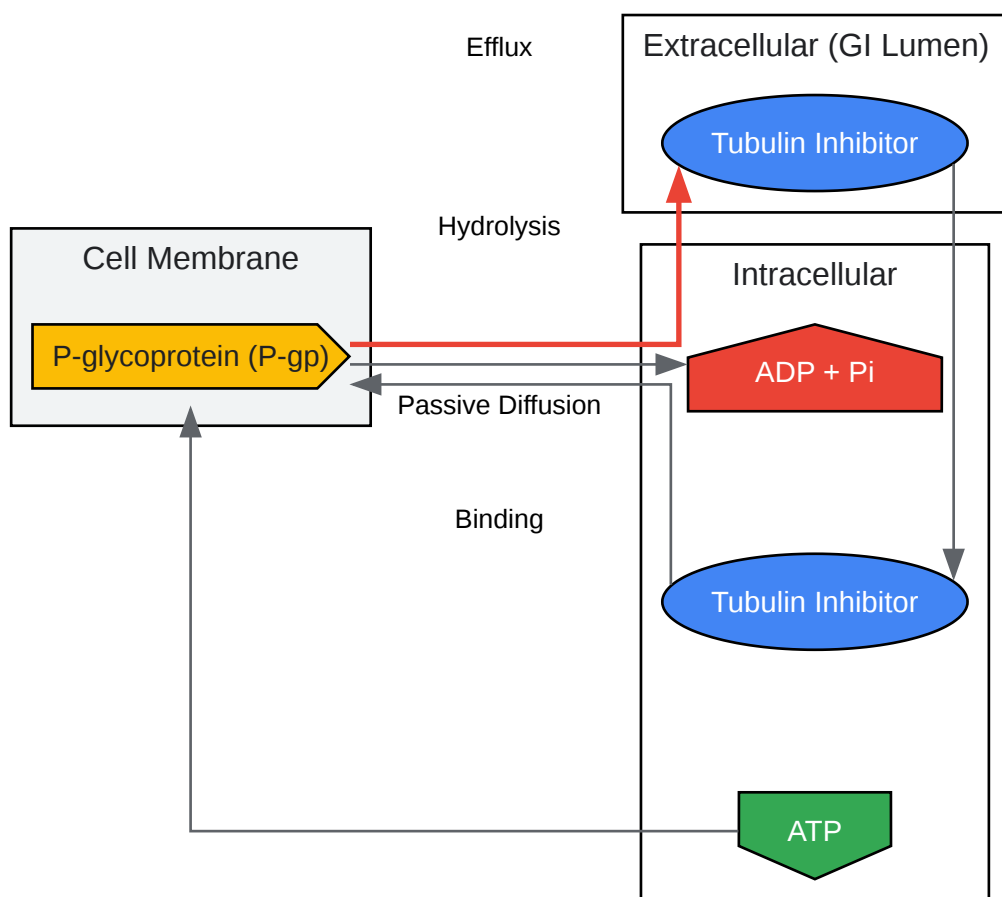 Efflux
Extracellular (GI Lumen)
Tubulin Inhibitor
Hydrolysis
Cell Membrane
Intracellular
P-glycoprotein (P-gp)
ADP + Pi
Passive Diffusion
Binding
Tubulin Inhibitor
ATP